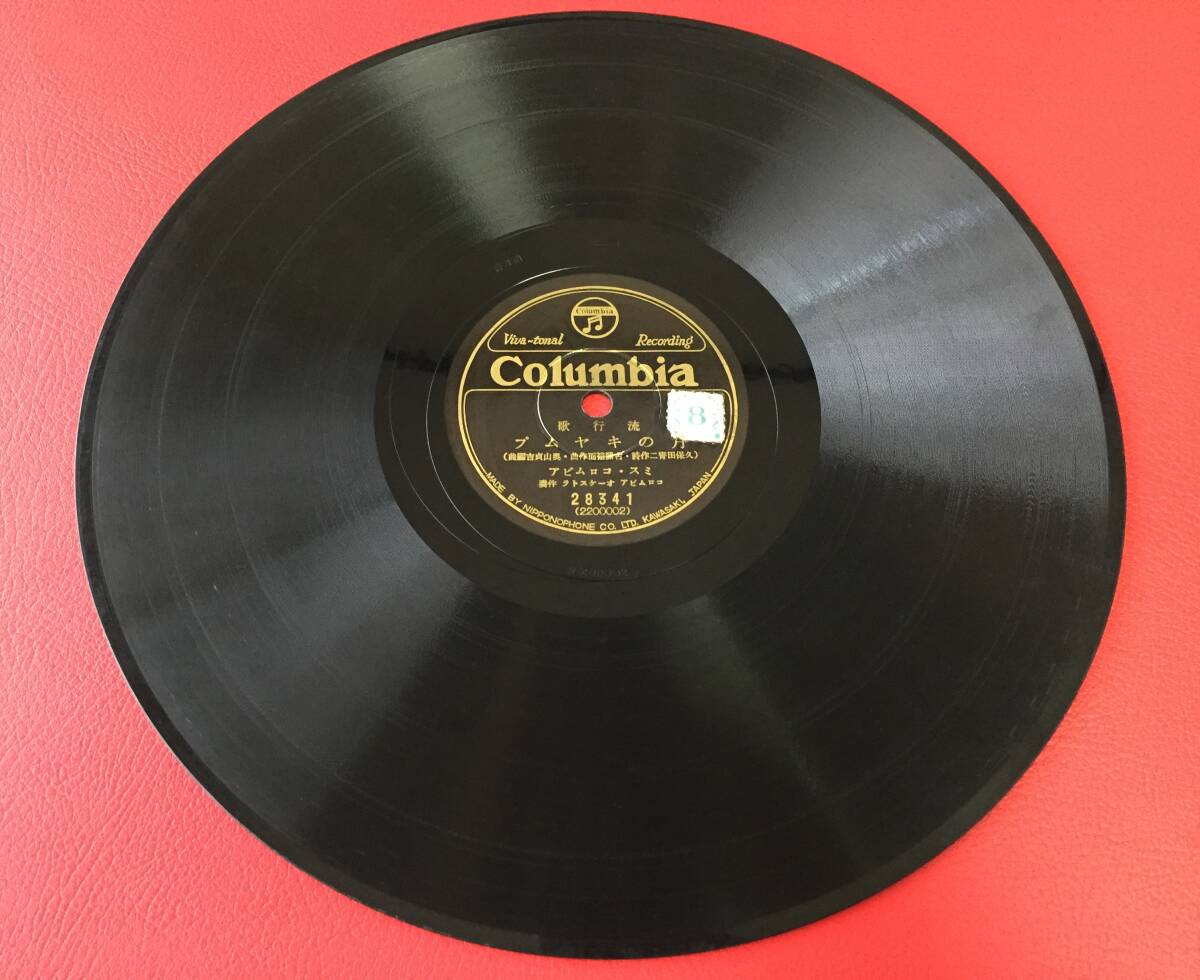 Columbia
Viva-tonal Recording
Columbia
8
流行歌
月のキヤムプ
(久保田宵二作詩・古關裕而作曲・奥山貞吉編曲)
ミス・コロムビア
コロムビア オーケストラ 伴奏
28341
(2200002)
MADE BY NIPPONOPHONE CO. LTD. KAWASAKI, JAPAN